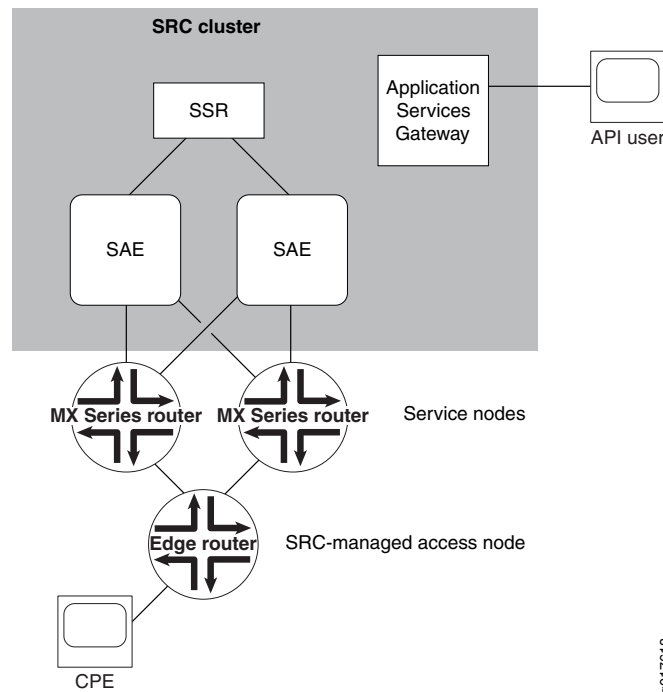 SRC cluster
SSR
Application
Services
Gateway
API user
SAE
SAE
MX Series router
MX Series router
Service nodes
Edge router
SRC-managed access node
CPE